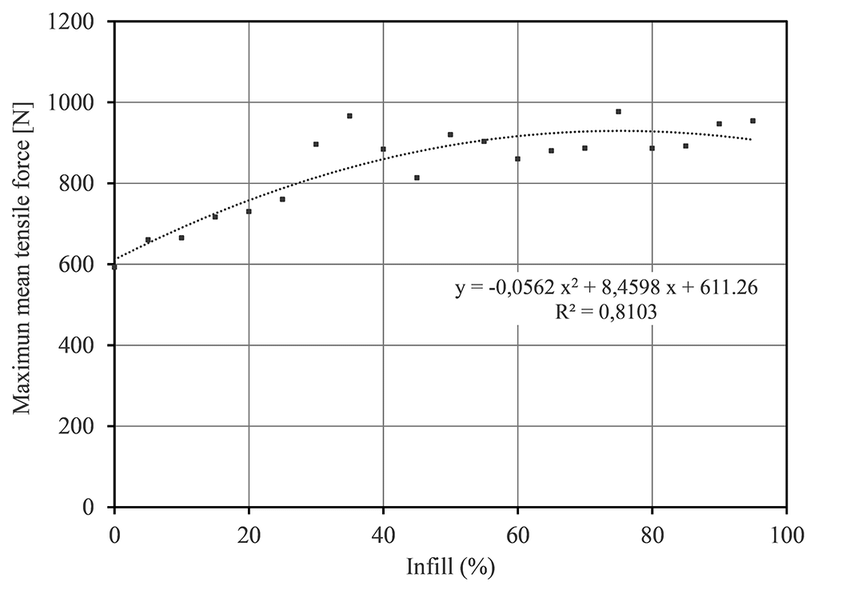 1200
1000
800
600
400
200
0
Maximun mean tensile force [N]
y = -0,0562 x² + 8,4598 x + 611.26
R² = 0,8103
0 20 40 60 80 100
Infill (%)